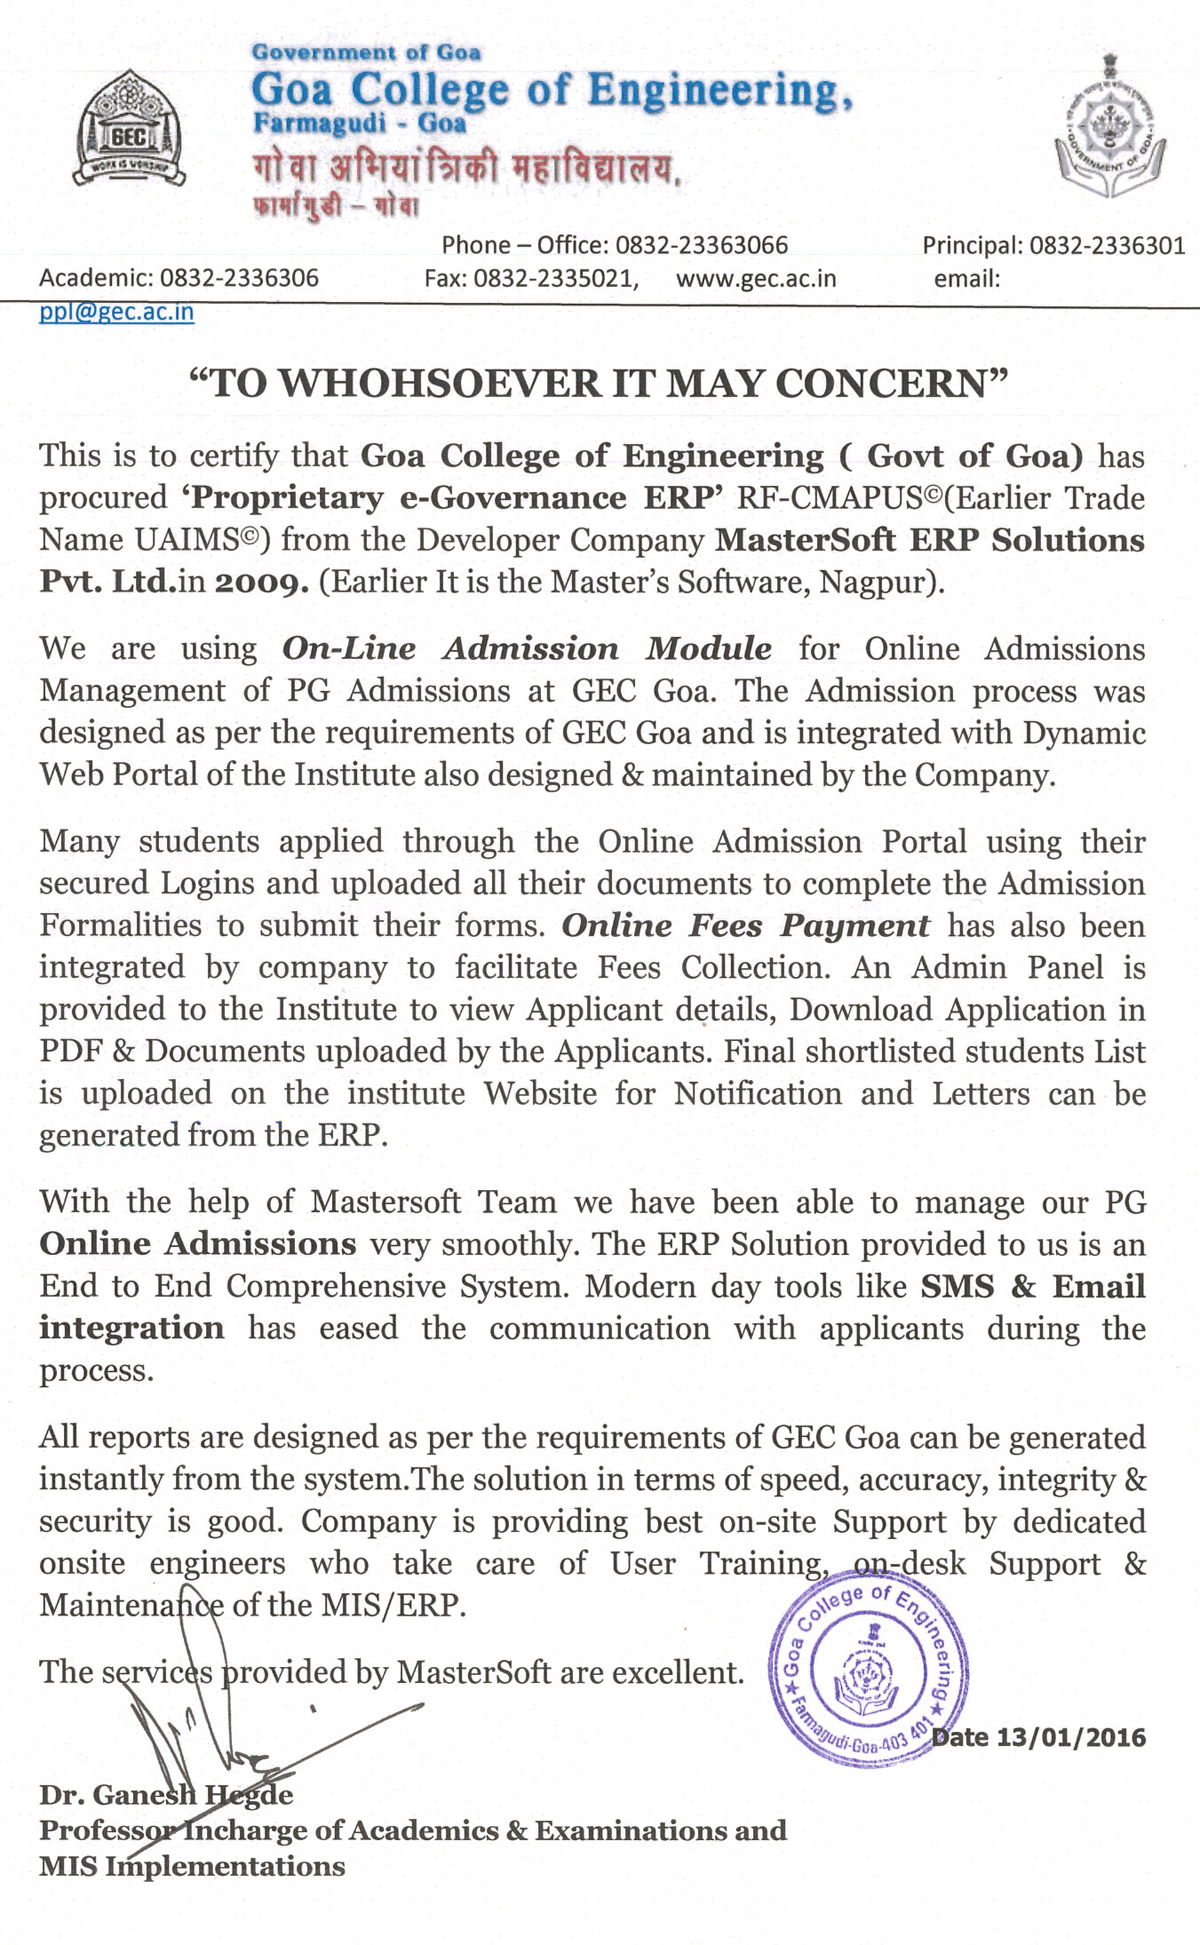 Government of Goa
Goa College of Engineering,
Farmagudi - Goa
गोवा अभियांत्रिकी महाविद्यालय,
फार्मागुडी – गोवा
GEC
WORK IS WORSHIP
GOVERNMENT OF GOA
Phone – Office: 0832-23363066 Principal: 0832-2336301
Academic: 0832-2336306 Fax: 0832-2335021, www.gec.ac.in email:
ppl@gec.ac.in
“TO WHOHSOEVER IT MAY CONCERN”
This is to certify that Goa College of Engineering ( Govt of Goa) has
procured ‘Proprietary e-Governance ERP’ RF-CMAPUS©(Earlier Trade
Name UAIMS©) from the Developer Company MasterSoft ERP Solutions
Pvt. Ltd.in 2009. (Earlier It is the Master’s Software, Nagpur).
We are using On-Line Admission Module for Online Admissions
Management of PG Admissions at GEC Goa. The Admission process was
designed as per the requirements of GEC Goa and is integrated with Dynamic
Web Portal of the Institute also designed & maintained by the Company.
Many students applied through the Online Admission Portal using their
secured Logins and uploaded all their documents to complete the Admission
Formalities to submit their forms. Online Fees Payment has also been
integrated by company to facilitate Fees Collection. An Admin Panel is
provided to the Institute to view Applicant details, Download Application in
PDF & Documents uploaded by the Applicants. Final shortlisted students List
is uploaded on the institute Website for Notification and Letters can be
generated from the ERP.
With the help of Mastersoft Team we have been able to manage our PG
Online Admissions very smoothly. The ERP Solution provided to us is an
End to End Comprehensive System. Modern day tools like SMS & Email
integration has eased the communication with applicants during the
process.
All reports are designed as per the requirements of GEC Goa can be generated
instantly from the system.The solution in terms of speed, accuracy, integrity &
security is good. Company is providing best on-site Support by dedicated
onsite engineers who take care of User Training, on-desk Support &
Maintenance of the MIS/ERP.
The services provided by MasterSoft are excellent.
Goa College of Engineering
Farmagudi-Goa-403 401
Date 13/01/2016
Dr. Ganesh Hegde
Professor Incharge of Academics & Examinations and
MIS Implementations